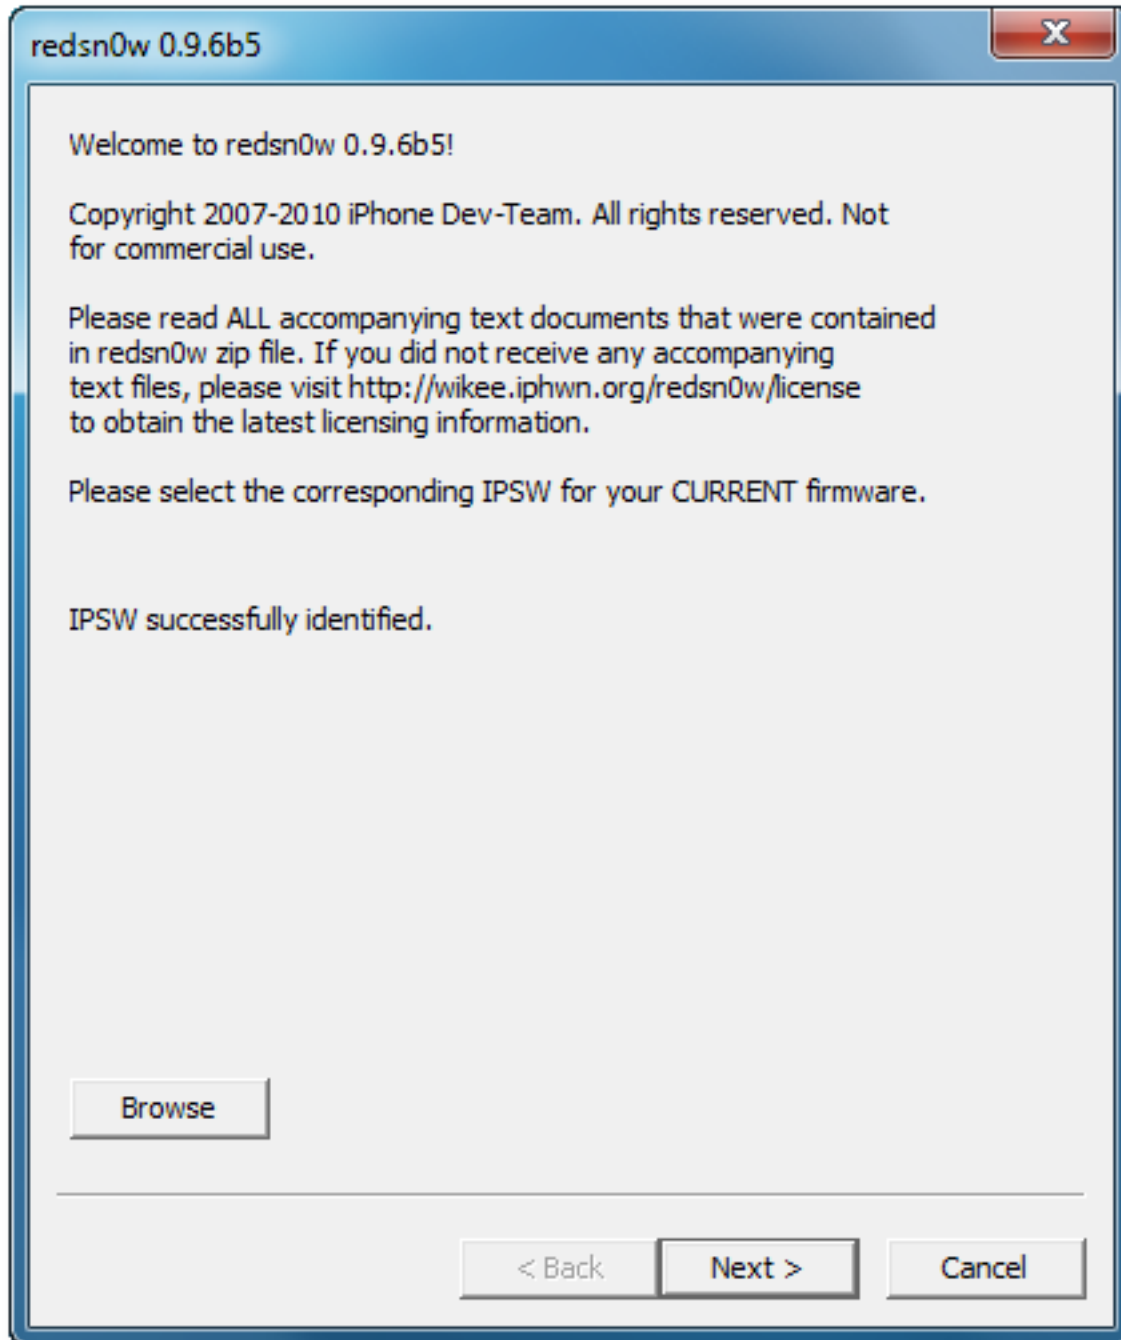 redsn0w 0.9.6b5
Welcome to redsn0w 0.9.6b5!
Copyright 2007-2010 iPhone Dev-Team. All rights reserved. Not
for commercial use.
Please read ALL accompanying text documents that were contained
in redsn0w zip file. If you did not receive any accompanying
text files, please visit http://wikee.iphwn.org/redsn0w/license
to obtain the latest licensing information.
Please select the corresponding IPSW for your CURRENT firmware.
IPSW successfully identified.
Browse
< Back
Next >
Cancel